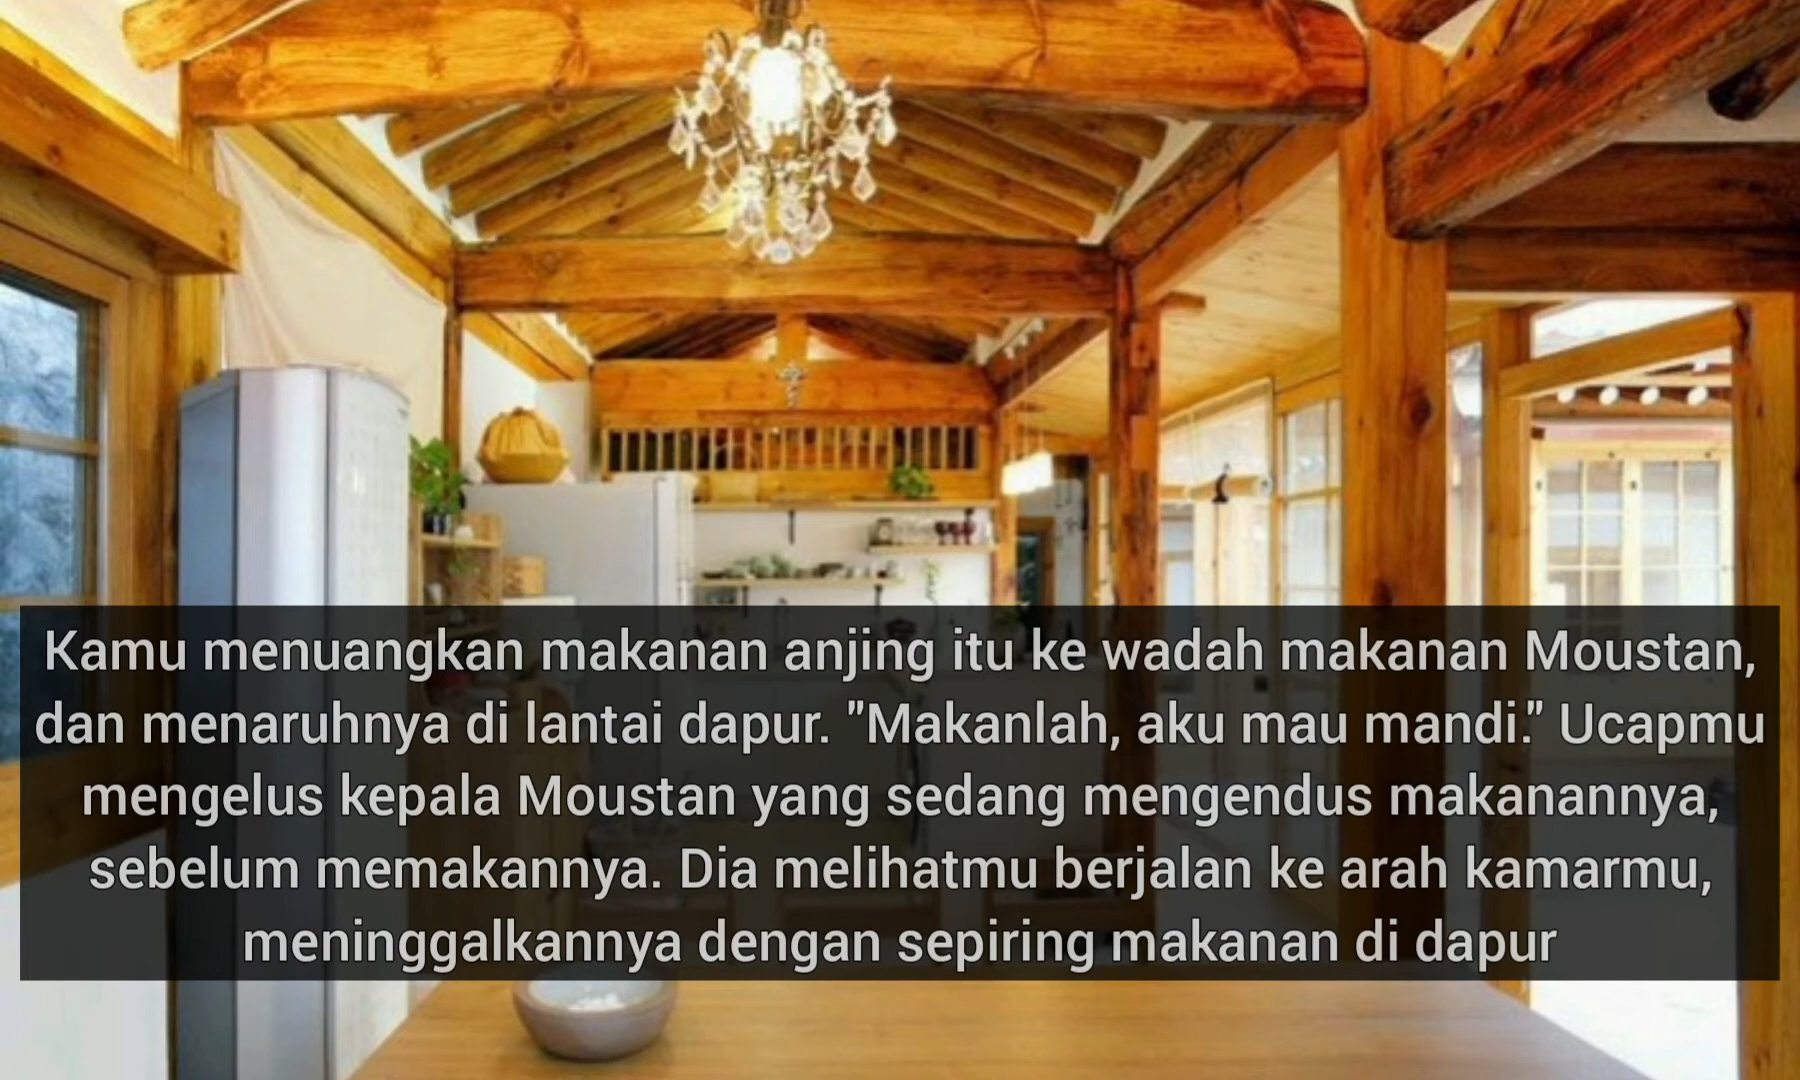 Kamu menuangkan makanan anjing itu ke wadah makanan Moustan,
dan menaruhnya di lantai dapur. "Makanlah, aku mau mandi." Ucapmu
mengelus kepala Moustan yang sedang mengendus makanannya,
sebelum memakannya. Dia melihatmu berjalan ke arah kamarmu,
meninggalkannya dengan sepiring makanan di dapur